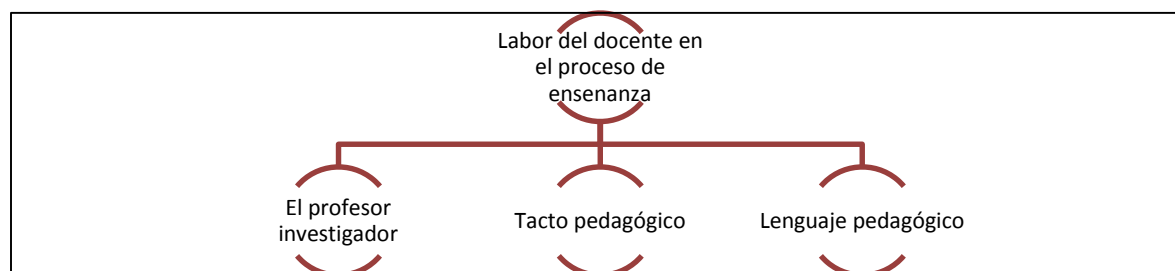 Labor del docente en
el proceso de
ensenanza
El profesor
investigador
Tacto pedagógico
Lenguaje pedagógico